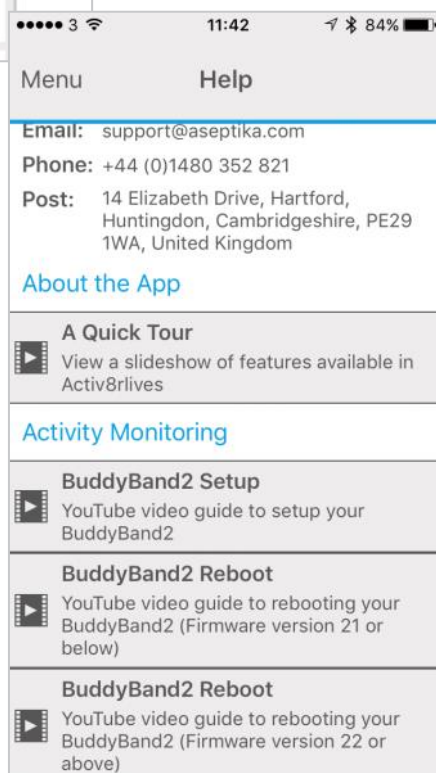 3 11:42 84%
Menu Help
Email: support@aseptika.com
Phone: +44 (0)1480 352 821
Post: 14 Elizabeth Drive, Hartford,
Huntingdon, Cambridgeshire, PE29
1WA, United Kingdom
About the App
A Quick Tour
View a slideshow of features available in
Activ8rlives
Activity Monitoring
BuddyBand2 Setup
YouTube video guide to setup your
BuddyBand2
BuddyBand2 Reboot
YouTube video guide to rebooting your
BuddyBand2 (Firmware version 21 or
below)
BuddyBand2 Reboot
YouTube video guide to rebooting your
BuddyBand2 (Firmware version 22 or
above)